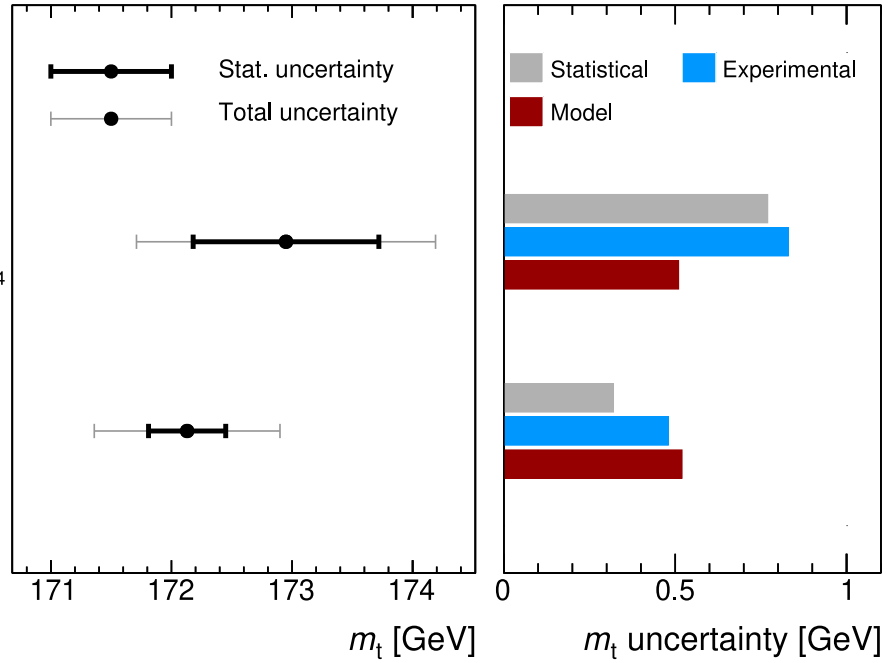 Stat. uncertainty
Total uncertainty
4
171 172 173 174
mt [GeV]
Statistical Experimental
Model
0 0.5 1
mt uncertainty [GeV]